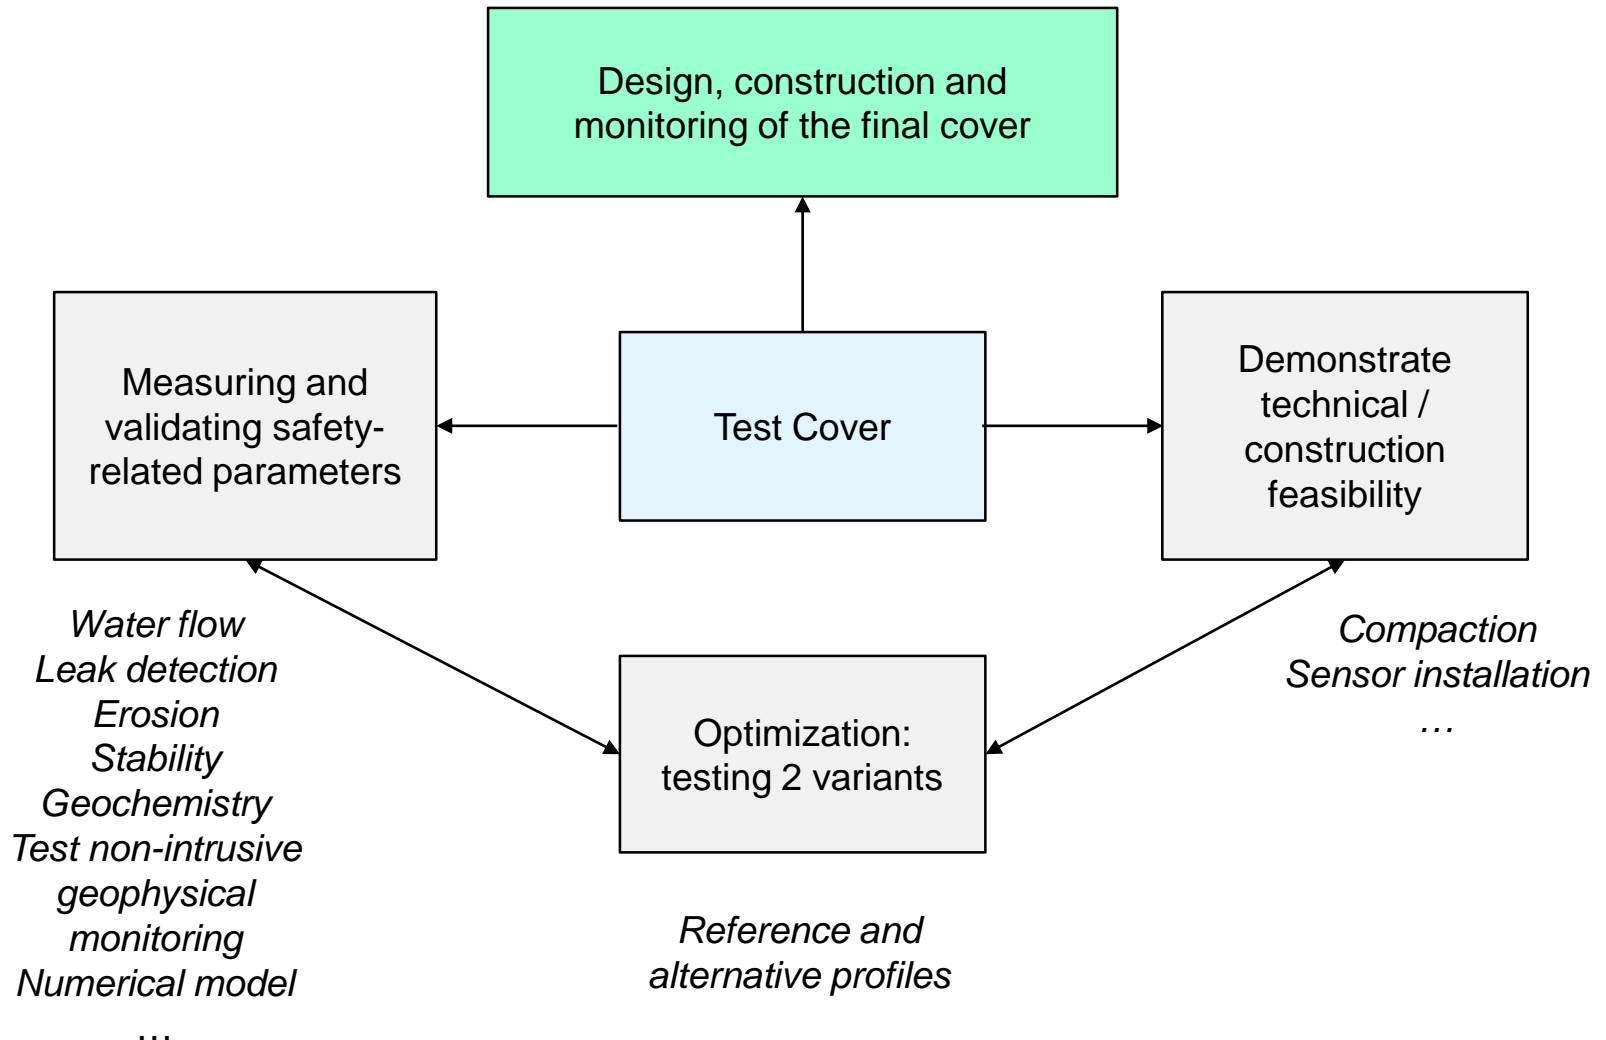 Design, construction and
monitoring of the final cover
Measuring and
validating safety-
related parameters
Test Cover
Demonstrate
technical /
construction
feasibility
Water flow
Leak detection
Erosion
Stability
Geochemistry
Test non-intrusive
geophysical
monitoring
Numerical model
...
Optimization:
testing 2 variants
Reference and
alternative profiles
Compaction
Sensor installation
...